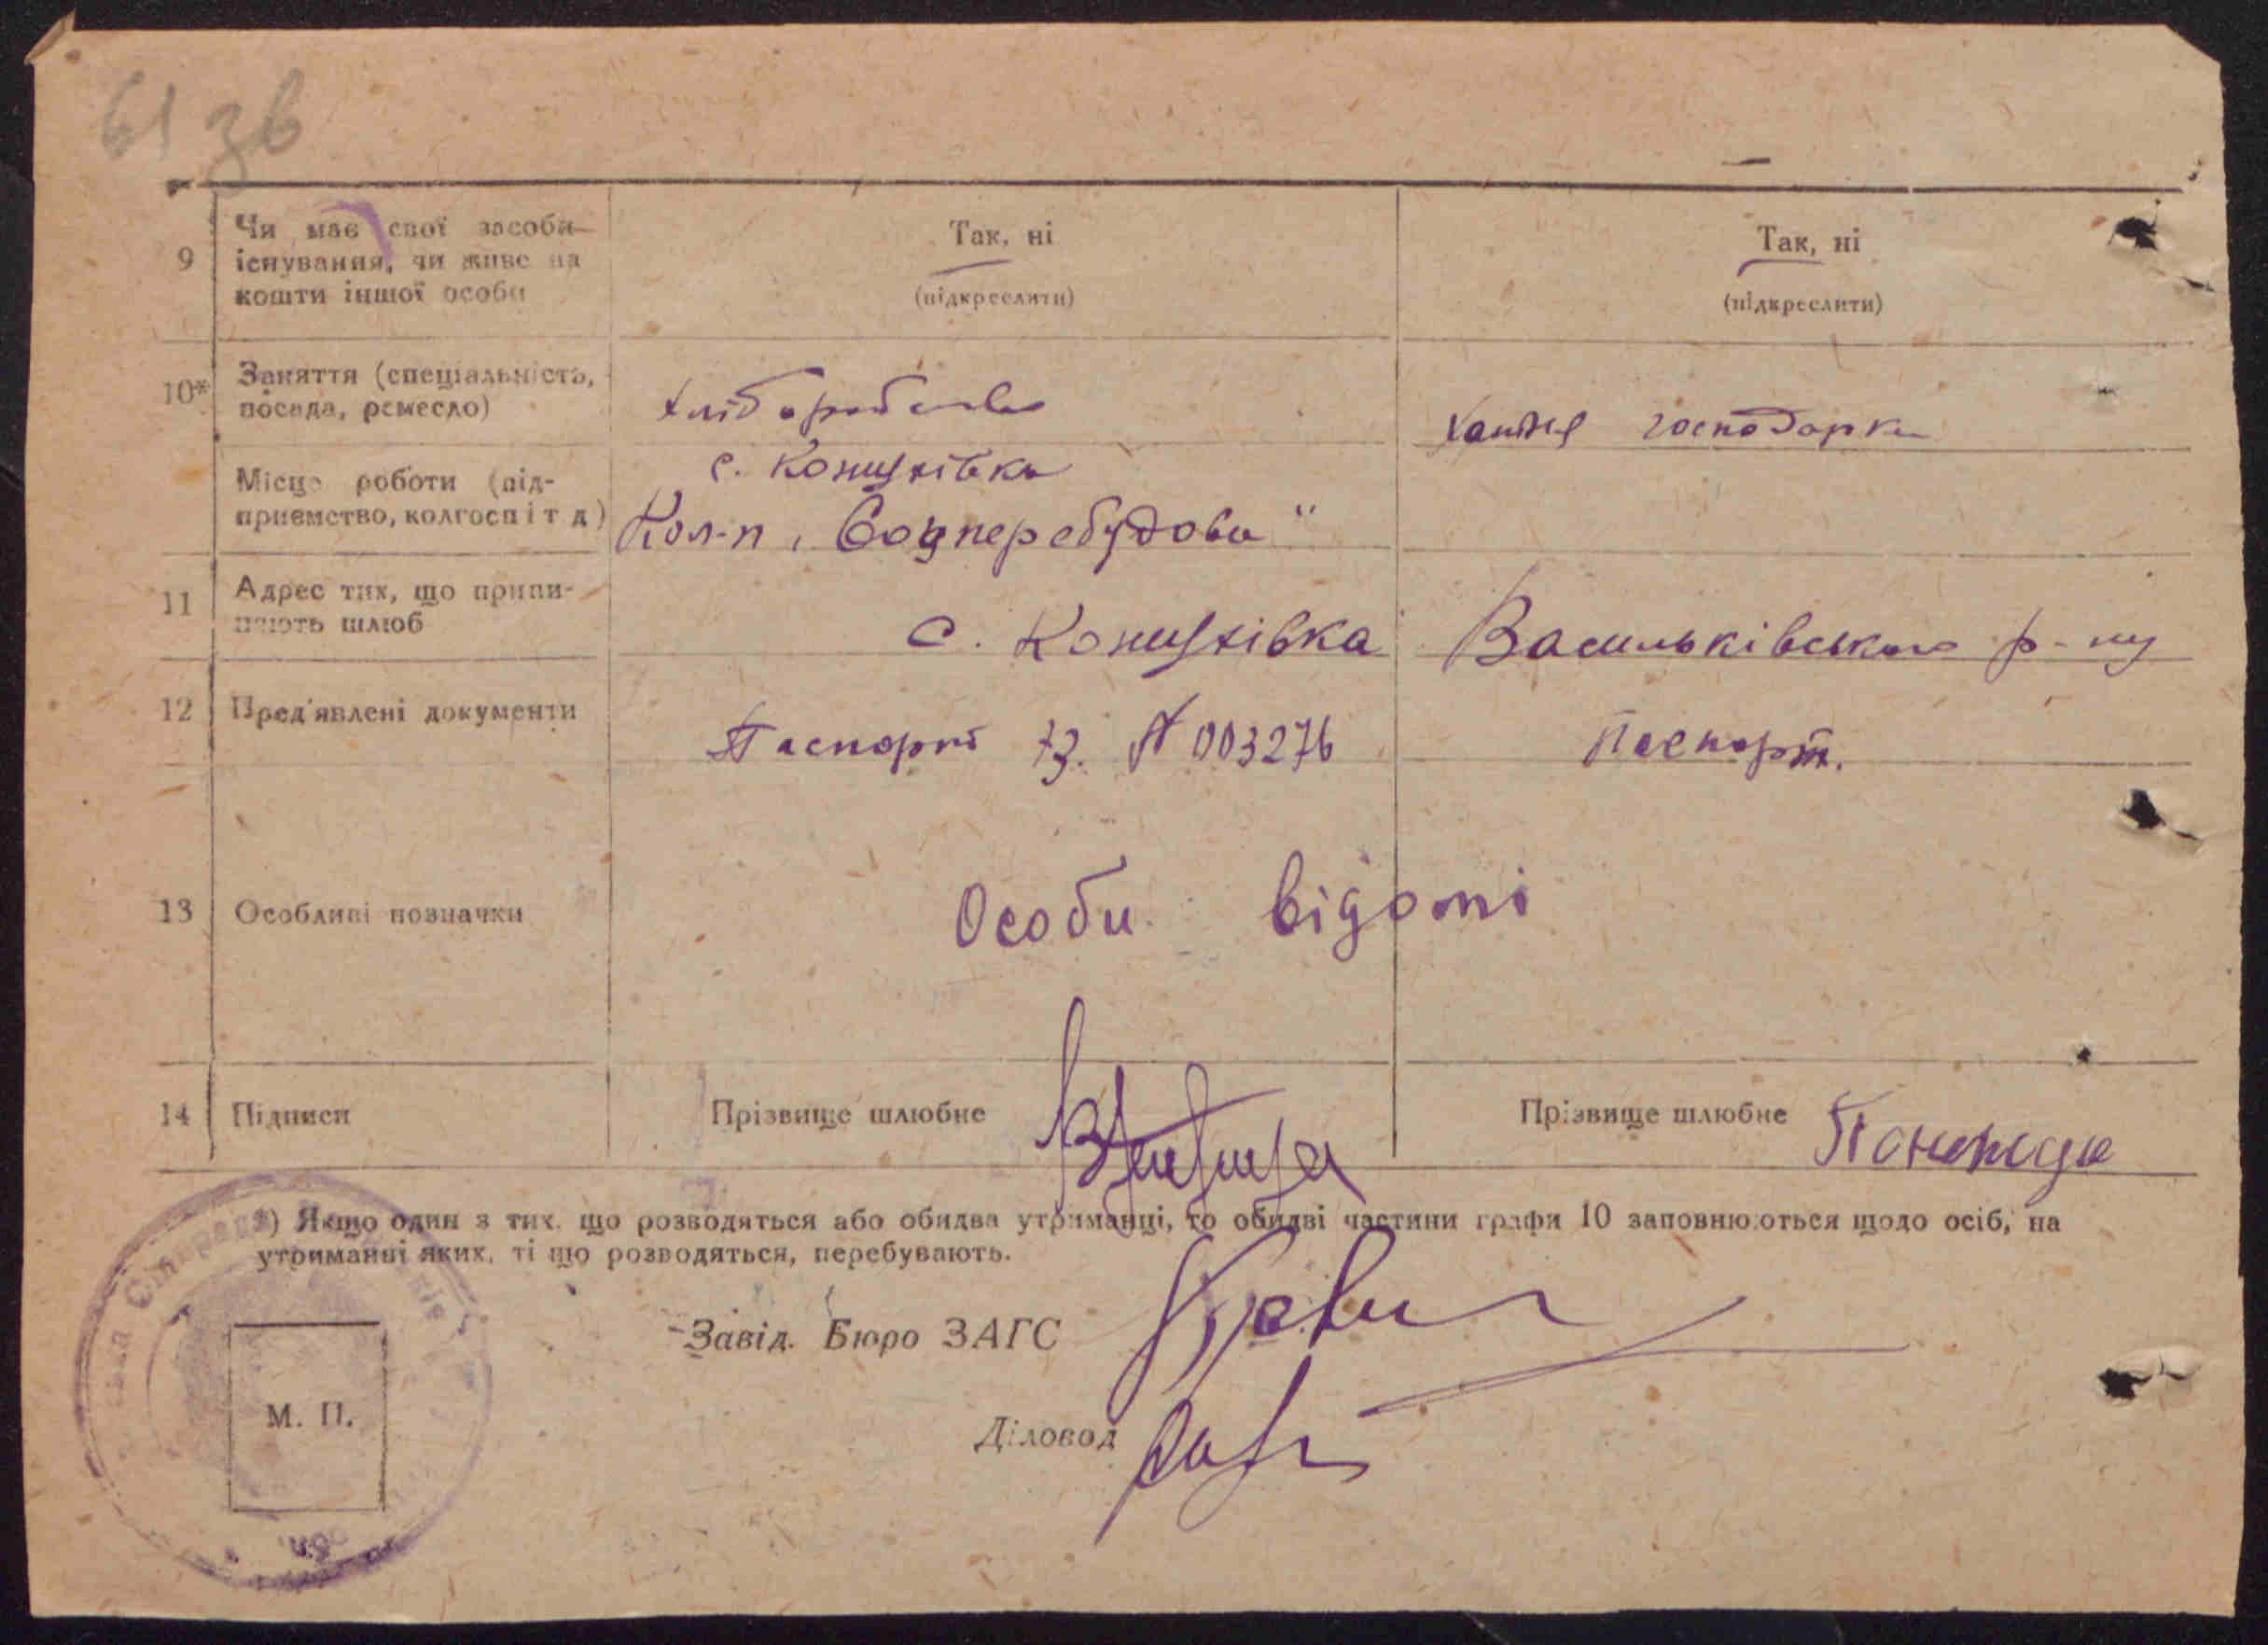 61 зв
9 Чи має свої засоби існування, чи живе на кошти іншої особи
Так, ні
(підкреслити)
Так, ні
(підкреслити)
10* Заняття (спеціальність, посада, ремесло)
Хатня господарка
Місце роботи (підприємство, колгосп і т д)
Кол-п „Соцперебудова"
11 Адрес тих, що припиняють шлюб
Васильківського р-ну
12 Пред'явлені документи
Паспорт № 003276
Паспорт.
13 Особливі позначки
Особи відомі
14 Підписи
Прізвище шлюбне
Прізвище шлюбне
*) Якщо один з тих, що розводяться або обидва утриманці, то обидві частини графи 10 заповнюються щодо осіб, на
утриманні яких, ті що розводяться, перебувають.
Завід. Бюро ЗАГС
М. П.
Діловод